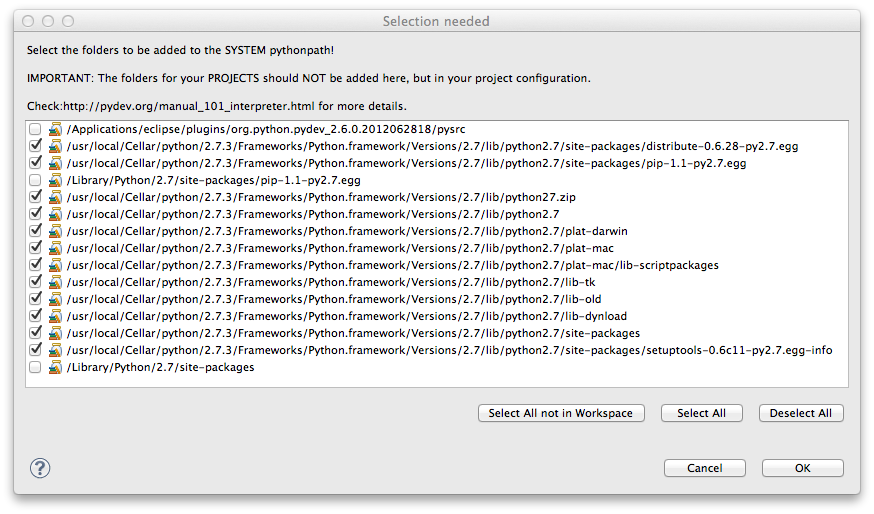 Selection needed
Select the folders to be added to the SYSTEM pythonpath!
IMPORTANT: The folders for your PROJECTS should NOT be added here, but in your project configuration.
Check:http://pydev.org/manual_101_interpreter.html for more details.
/Applications/eclipse/plugins/org.python.pydev_2.6.0.2012062818/pysrc
/usr/local/Cellar/python/2.7.3/Frameworks/Python.framework/Versions/2.7/lib/python2.7/site-packages/distribute-0.6.28-py2.7.egg
/usr/local/Cellar/python/2.7.3/Frameworks/Python.framework/Versions/2.7/lib/python2.7/site-packages/pip-1.1-py2.7.egg
/Library/Python/2.7/site-packages/pip-1.1-py2.7.egg
/usr/local/Cellar/python/2.7.3/Frameworks/Python.framework/Versions/2.7/lib/python27.zip
/usr/local/Cellar/python/2.7.3/Frameworks/Python.framework/Versions/2.7/lib/python2.7
/usr/local/Cellar/python/2.7.3/Frameworks/Python.framework/Versions/2.7/lib/python2.7/plat-darwin
/usr/local/Cellar/python/2.7.3/Frameworks/Python.framework/Versions/2.7/lib/python2.7/plat-mac
/usr/local/Cellar/python/2.7.3/Frameworks/Python.framework/Versions/2.7/lib/python2.7/plat-mac/lib-scriptpackages
/usr/local/Cellar/python/2.7.3/Frameworks/Python.framework/Versions/2.7/lib/python2.7/lib-tk
/usr/local/Cellar/python/2.7.3/Frameworks/Python.framework/Versions/2.7/lib/python2.7/lib-old
/usr/local/Cellar/python/2.7.3/Frameworks/Python.framework/Versions/2.7/lib/python2.7/lib-dynload
/usr/local/Cellar/python/2.7.3/Frameworks/Python.framework/Versions/2.7/lib/python2.7/site-packages
/usr/local/Cellar/python/2.7.3/Frameworks/Python.framework/Versions/2.7/lib/python2.7/site-packages/setuptools-0.6c11-py2.7.egg-info
/Library/Python/2.7/site-packages
Select All not in Workspace Select All Deselect All
? Cancel OK